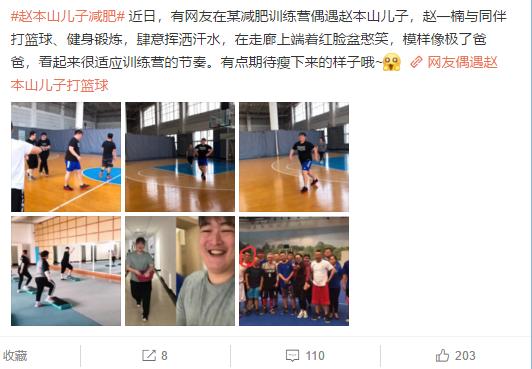 #赵本山儿子减肥# 近日，有网友在某减肥训练营偶遇赵本山儿子，赵一楠与同伴
打篮球、健身锻炼，肆意挥洒汗水，在走廊上端着红脸盆憨笑，模样像极了爸
爸，看起来很适应训练营的节奏。有点期待瘦下来的样子哦~ 网友偶遇赵
本山儿子打篮球
收藏
8
110
203